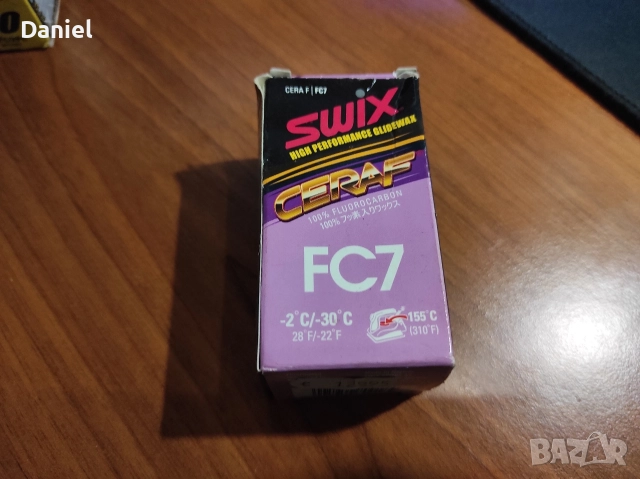 Daniel
CERA F | FC7
SWIX
HIGH PERFORMANCE GLIDEWAX
CERAF
100% FLUOROCARBON
100%フッ素入りワックス
FC7
-2°C/-30°C
28°F/-22°F
155°C
(310°F)
BAZAR